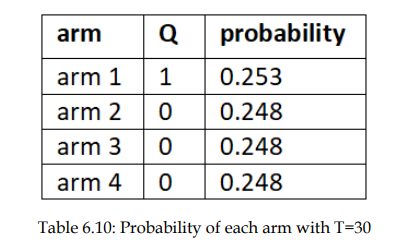 arm Q probability
arm 1 1 0.253
arm 2 0 0.248
arm 3 0 0.248
arm 4 0 0.248
Table 6.10: Probability of each arm with T=30